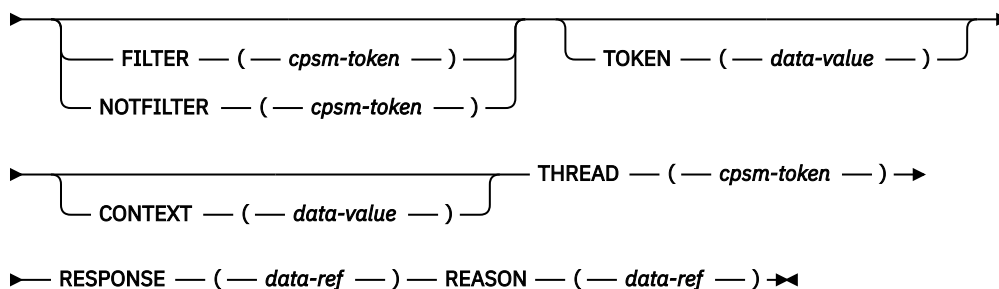 FILTER ( cpsm-token ) TOKEN ( data-value )
NOTFILTER ( cpsm-token )
CONTEXT ( data-value ) THREAD ( cpsm-token )
RESPONSE ( data-ref ) REASON ( data-ref )